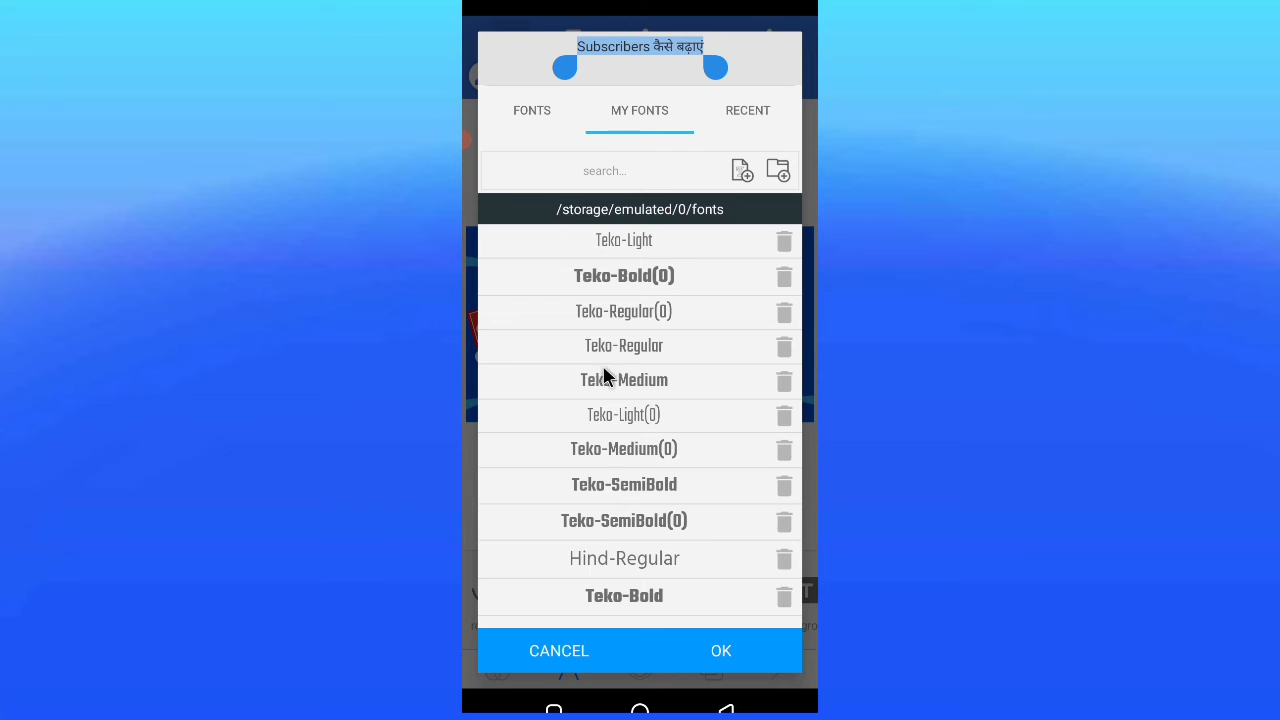 Subscribers कैसे बढ़ाएं
FONTS MY FONTS RECENT
search...
/storage/emulated/0/fonts
Teko-Light
Teko-Bold(0)
Teko-Regular(0)
Teko-Regular
Teko-Medium
Teko-Light(0)
Teko-Medium(0)
Teko-SemiBold
Teko-SemiBold(0)
Hind-Regular
Teko-Bold
CANCEL OK